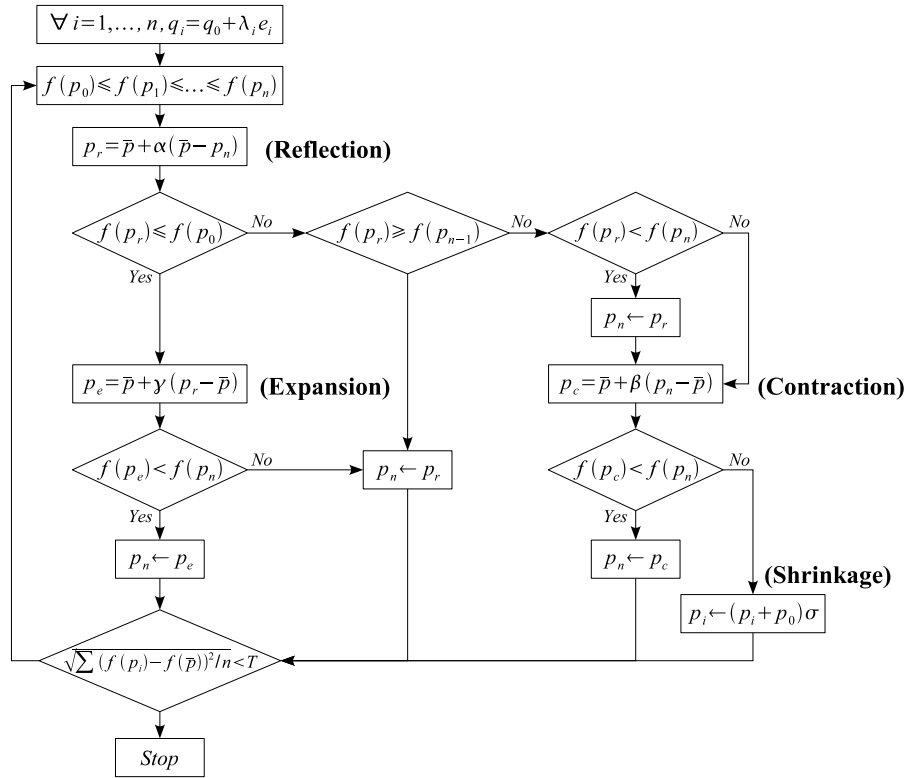 ∀ i=1,…, n, q_i=q_0+λ_i e_i
f(p_0)≤f(p_1)≤…≤f(p_n)
p_r=p̄+α(p̄−p_n) (Reflection)
f(p_r)≤f(p_0) No f(p_r)≥f(p_{n−1}) No f(p_r)<f(p_n) No
Yes Yes
p_n←p_r
p_e=p̄+γ(p_r−p̄) (Expansion) p_c=p̄+β(p_n−p̄) (Contraction)
f(p_e)<f(p_n) No p_n←p_r f(p_c)<f(p_n) No
Yes Yes
p_n←p_e p_n←p_c
(Shrinkage)
p_i←(p_i+p_0)σ
√∑(f(p_i)−f(p̄))²/n<T
Stop